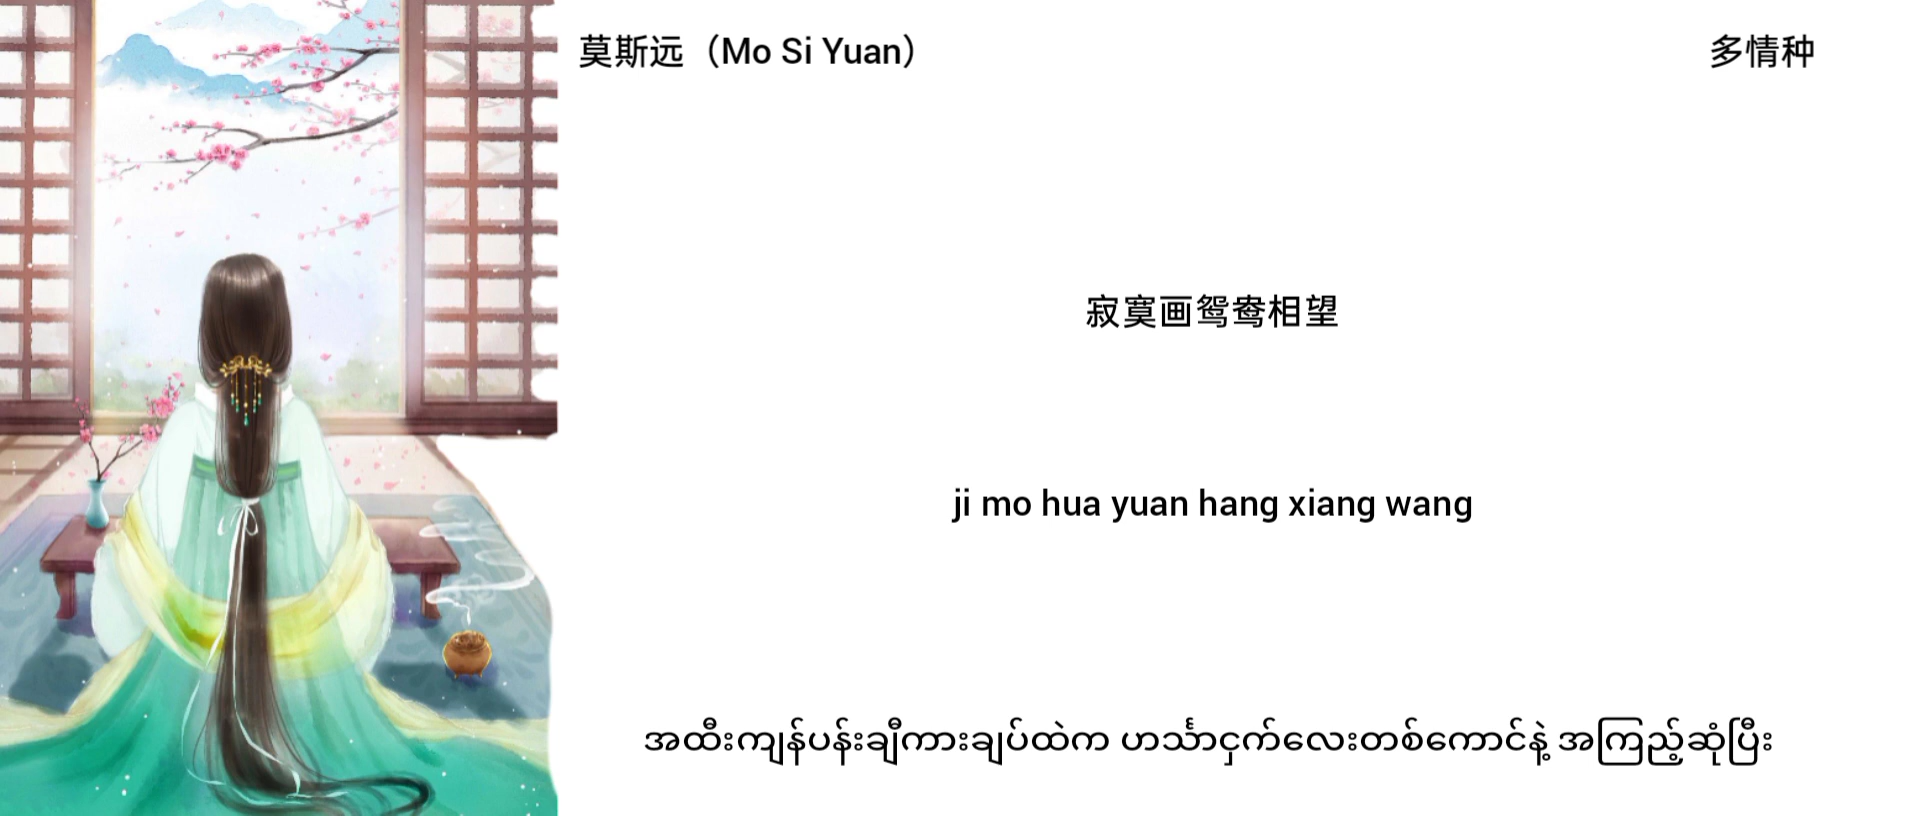 莫斯远（Mo Si Yuan）
多情种
寂寞画鸳鸯相望
ji mo hua yuan hang xiang wang
အထီးကျန်ပန်းချီကားချပ်ထဲက ဟင်္သာငှက်လေးတစ်ကောင်နဲ့ အကြည့်ဆုံပြီး